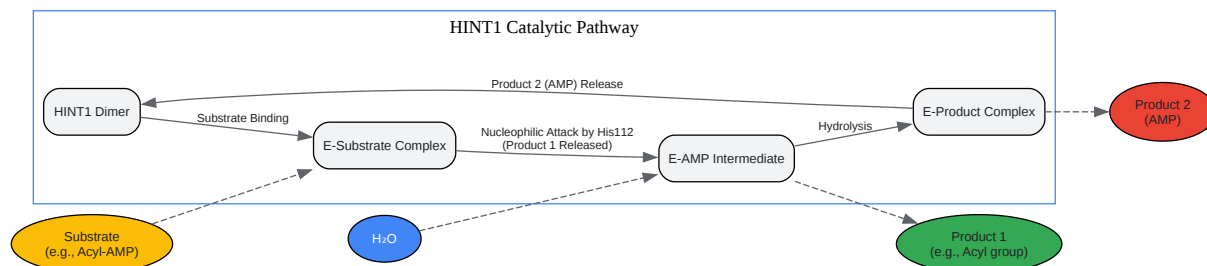 HINT1 Catalytic Pathway
Product 2 (AMP) Release
HINT1 Dimer
Substrate Binding
E-Substrate Complex
Nucleophilic Attack by His112
(Product 1 Released)
E-AMP Intermediate
Hydrolysis
E-Product Complex
Product 2
(AMP)
Substrate
(e.g., Acyl-AMP)
H₂O
Product 1
(e.g., Acyl group)